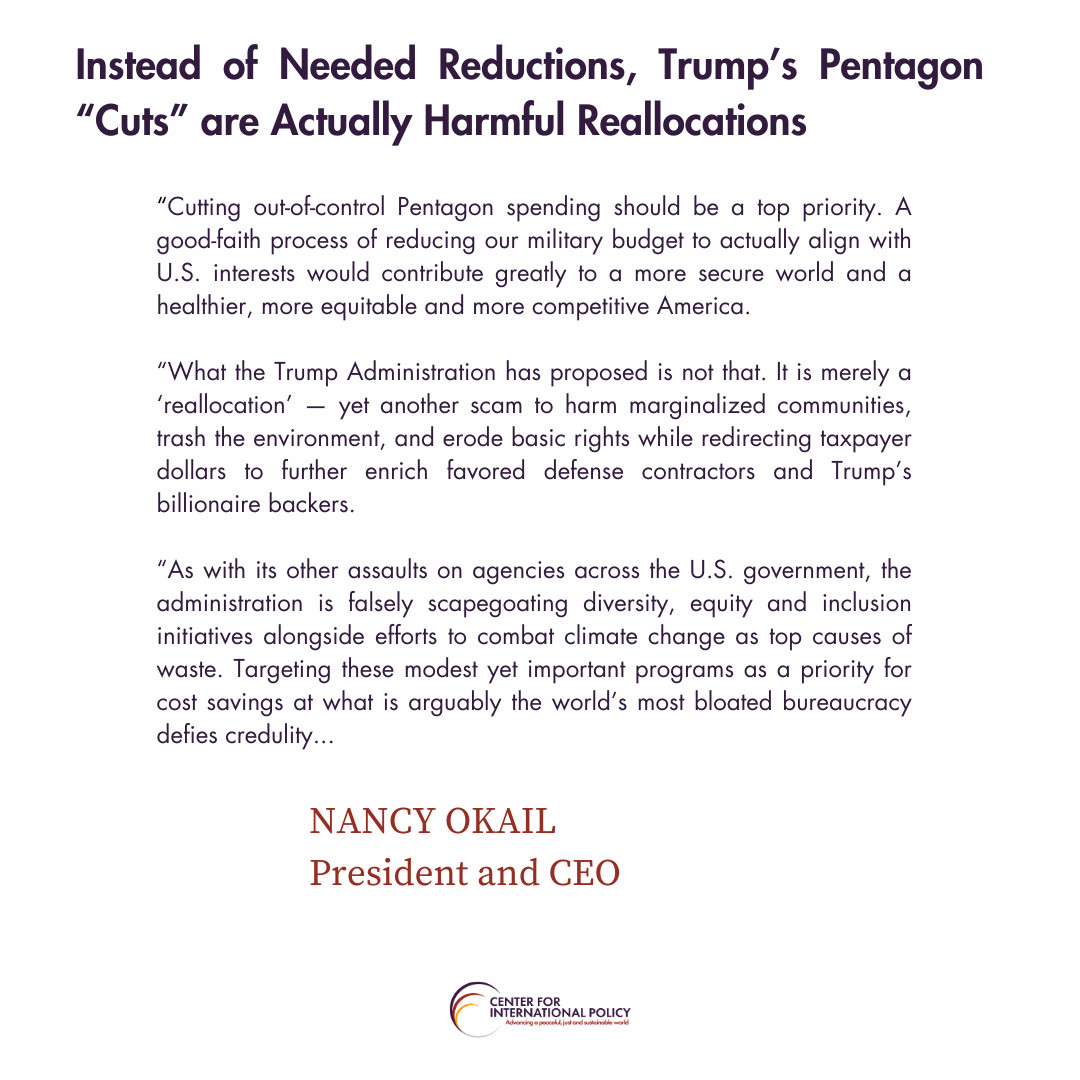 Instead of Needed Reductions, Trump’s Pentagon
“Cuts” are Actually Harmful Reallocations
“Cutting out-of-control Pentagon spending should be a top priority. A
good-faith process of reducing our military budget to actually align with
U.S. interests would contribute greatly to a more secure world and a
healthier, more equitable and more competitive America.
“What the Trump Administration has proposed is not that. It is merely a
‘reallocation’ — yet another scam to harm marginalized communities,
trash the environment, and erode basic rights while redirecting taxpayer
dollars to further enrich favored defense contractors and Trump’s
billionaire backers.
“As with its other assaults on agencies across the U.S. government, the
administration is falsely scapegoating diversity, equity and inclusion
initiatives alongside efforts to combat climate change as top causes of
waste. Targeting these modest yet important programs as a priority for
cost savings at what is arguably the world’s most bloated bureaucracy
defies credulity...
NANCY OKAIL
President and CEO
CENTER FOR
INTERNATIONAL POLICY
Advancing a peaceful, just and sustainable world